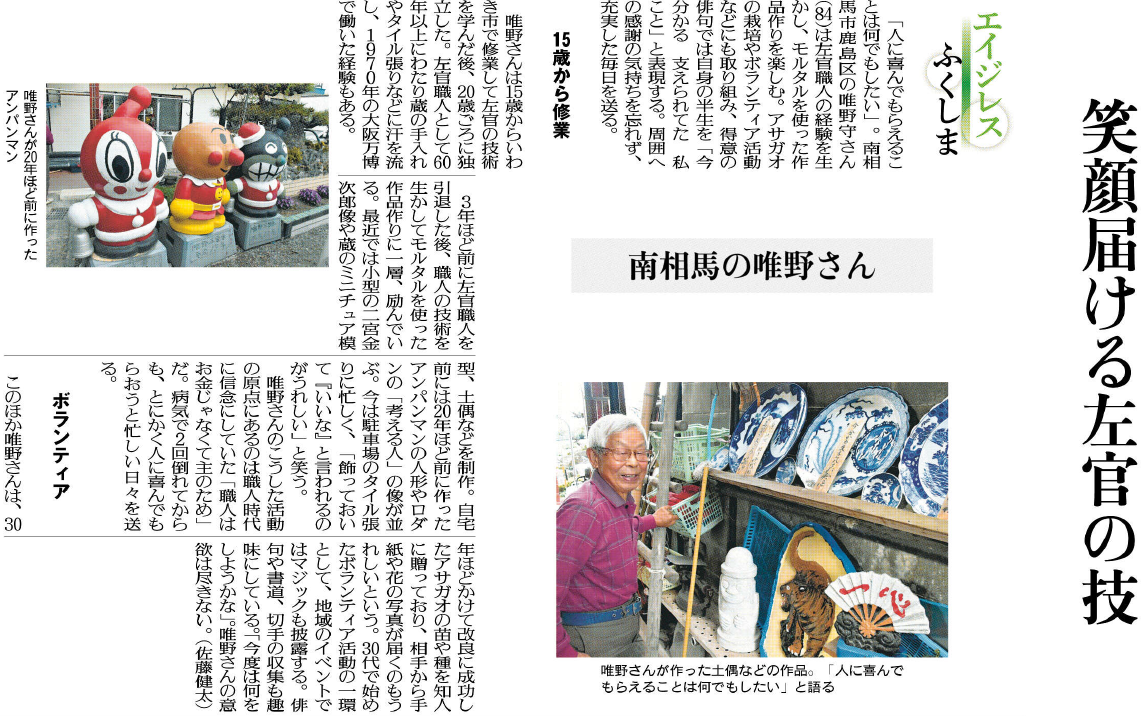 笑顔届ける左官の技
エイジレス
ふくしま
南相馬の唯野さん
「人に喜んでもらえるこ
とは何でもしたい」。南相
馬市鹿島区の唯野守さん
（84）は左官職人の経験を生
かし、モルタルを使った作
品作りを楽しむ。アサガオ
の栽培やボランティア活動
などにも取り組み、得意の
俳句では自身の半生を「今
分かる　支えられてた　私
こと」と表現する。周囲へ
の感謝の気持ちを忘れず、
充実した毎日を送る。
15歳から修業
唯野さんは15歳からいわ
き市で修業して左官の技術
を学んだ後、20歳ごろに独
立した。左官職人として60
年以上にわたり蔵の手入れ
やタイル張りなどに汗を流
し、1970年の大阪万博
で働いた経験もある。
３年ほど前に左官職人を
引退した後、職人の技術を
生かしてモルタルを使った
作品作りに一層、励んでい
る。最近では小型の二宮金
次郎像や蔵のミニチュア模
型、土偶などを制作。自宅
前には20年ほど前に作った
アンパンマンの人形やロダ
ンの「考える人」の像が並
ぶ。今は駐車場のタイル張
りに忙しく、「飾っておい
て『いいな』と言われるの
がうれしい」と笑う。
唯野さんのこうした活動
の原点にあるのは職人時代
に信念にしていた「職人は
お金じゃなくて主のため」
だ。病気で２回倒れてから
も、とにかく人に喜んでも
らおうと忙しい日々を送
る。
ボランティア
このほか唯野さんは、30
年ほどかけて改良に成功し
たアサガオの苗や種を知人
に贈っており、相手から手
紙や花の写真が届くのもう
れしいという。30代で始め
たボランティア活動の一環
として、地域のイベントで
はマジックも披露する。俳
句や書道、切手の収集も趣
味にしている。「今度は何を
しようかな」。唯野さんの意
欲は尽きない。（佐藤健太）
唯野さんが20年ほど前に作った
アンパンマン
一心
唯野さんが作った土偶などの作品。「人に喜んで
もらえることは何でもしたい」と語る